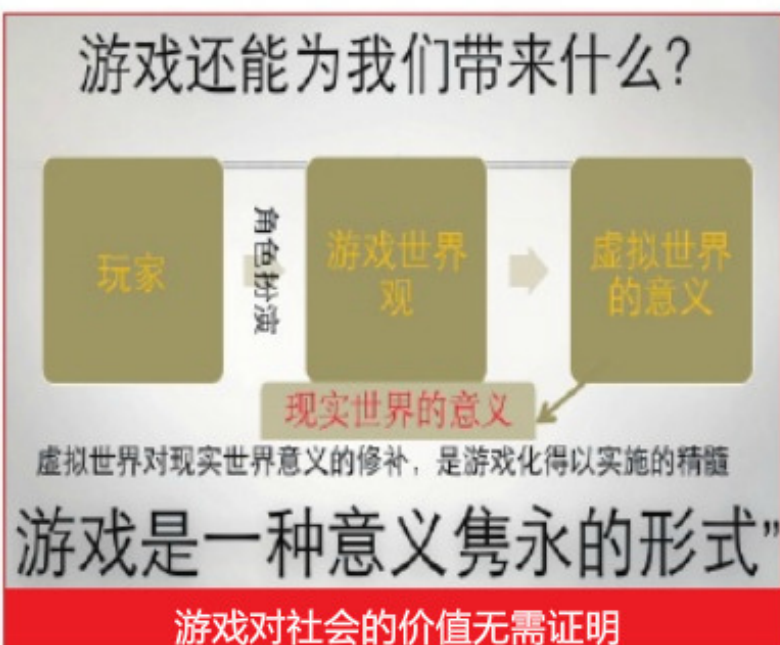 游戏还能为我们带来什么?
玩家
角色扮演
游戏世界
观
虚拟世界
的意义
现实世界的意义
虚拟世界对现实世界意义的修补，是游戏化得以实施的精髓
游戏是一种意义隽永的形式”
游戏对社会的价值无需证明